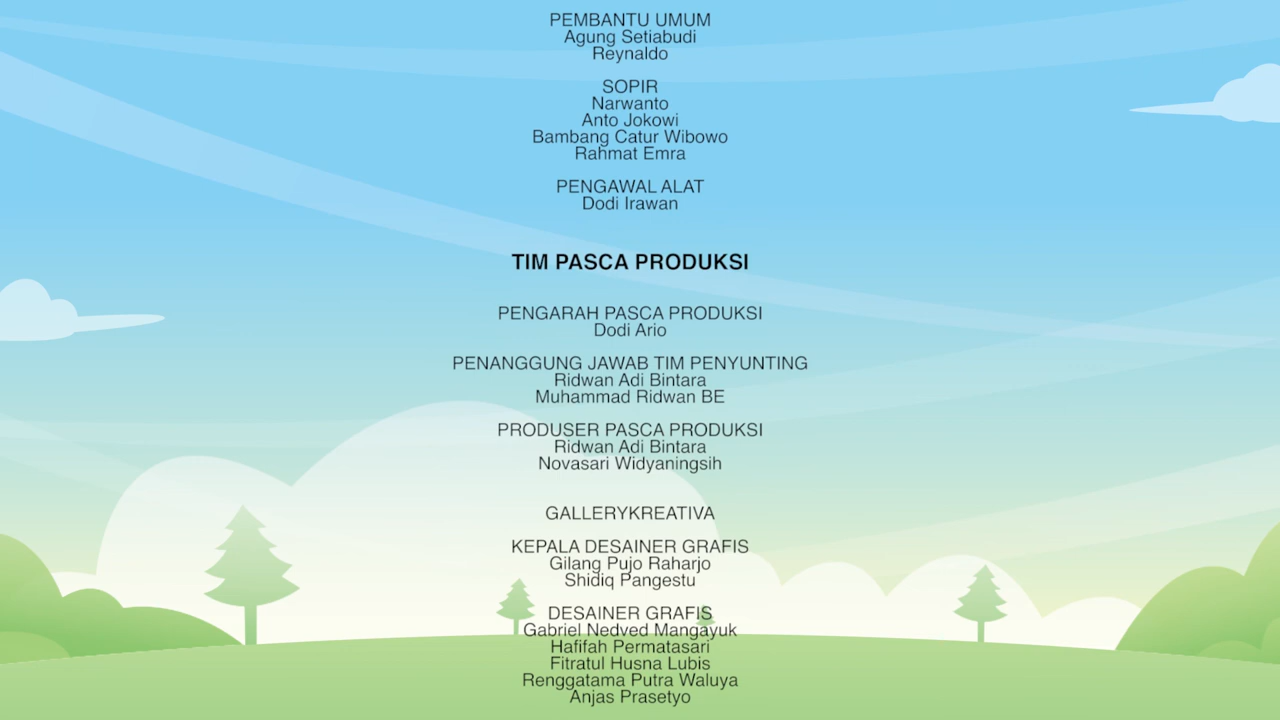 PEMBANTU UMUM
Agung Setiabudi
Reynaldo
SOPIR
Narwanto
Anto Jokowi
Bambang Catur Wibowo
Rahmat Emra
PENGAWAL ALAT
Dodi Irawan
TIM PASCA PRODUKSI
PENGARAH PASCA PRODUKSI
Dodi Ario
PENANGGUNG JAWAB TIM PENYUNTING
Ridwan Adi Bintara
Muhammad Ridwan BE
PRODUSER PASCA PRODUKSI
Ridwan Adi Bintara
Novasari Widyaningsih
GALLERYKREATIVA
KEPALA DESAINER GRAFIS
Gilang Pujo Raharjo
Shidiq Pangestu
DESAINER GRAFIS
Gabriel Nedved Mangayuk
Hafifah Permatasari
Fitratul Husna Lubis
Renggatama Putra Waluya
Anjas Prasetyo